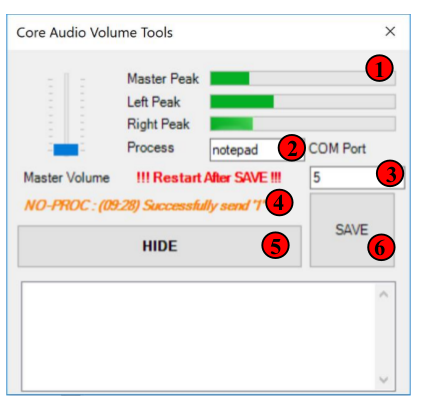 Core Audio Volume Tools ×
1
Master Peak
Left Peak
Right Peak
Process notepad 2 COM Port
Master Volume !!! Restart After SAVE !!! 5 3
NO-PROC : (09:28) Successfully send 'T' 4
HIDE 5
SAVE 6